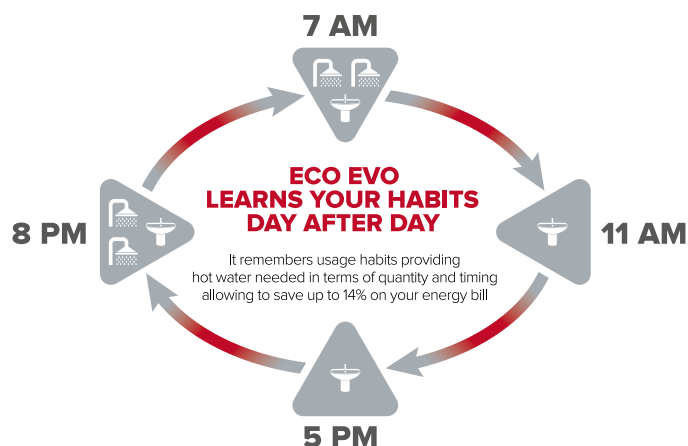 7 AM
ECO EVO
LEARNS YOUR HABITS
DAY AFTER DAY
8 PM
11 AM
It remembers usage habits providing
hot water needed in terms of quantity and timing
allowing to save up to 14% on your energy bill
5 PM